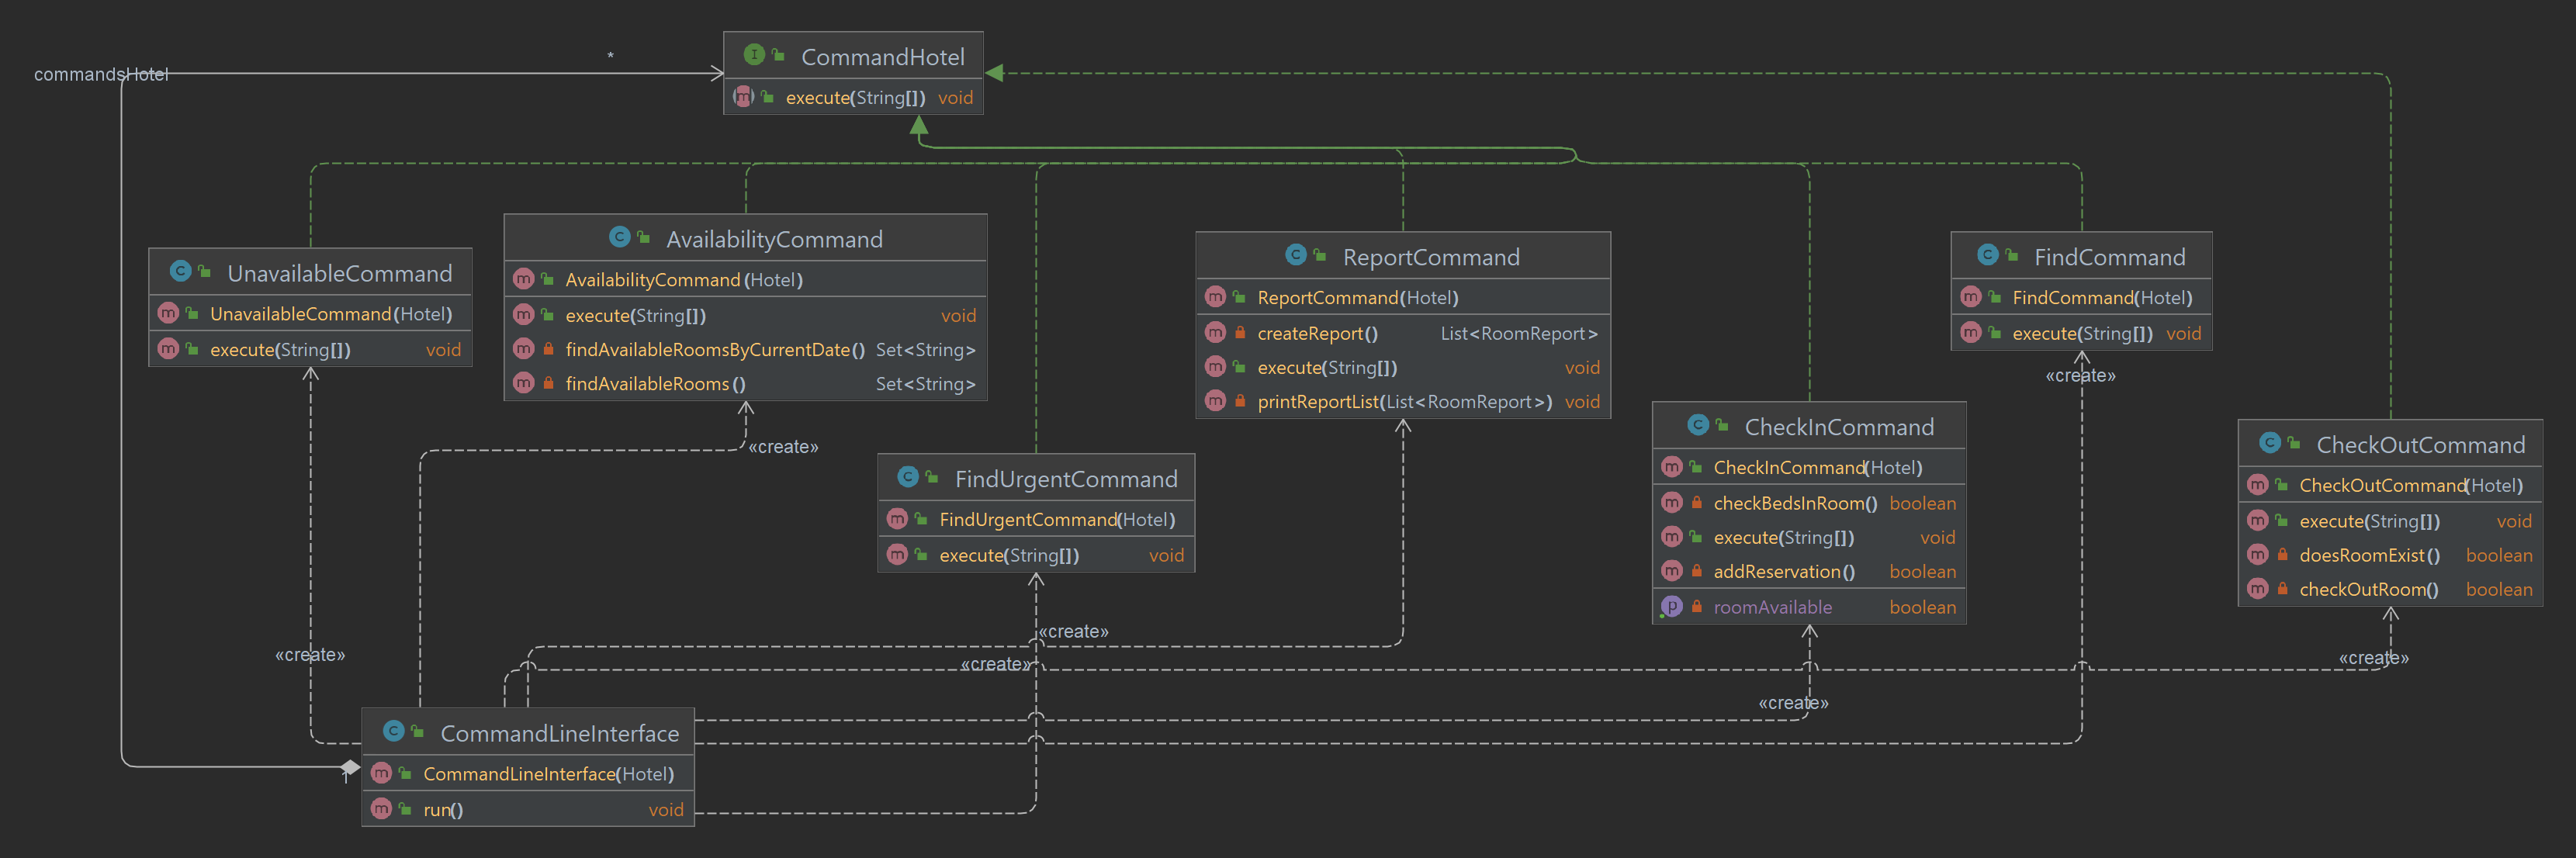 commandsHotel
*
CommandHotel
execute(String[]) void
UnavailableCommand
UnavailableCommand(Hotel)
execute(String[]) void
AvailabilityCommand
AvailabilityCommand(Hotel)
execute(String[]) void
findAvailableRoomsByCurrentDate() Set<String>
findAvailableRooms() Set<String>
«create»
FindUrgentCommand
FindUrgentCommand(Hotel)
execute(String[]) void
ReportCommand
ReportCommand(Hotel)
createReport() List<RoomReport>
execute(String[]) void
printReportList(List<RoomReport>) void
CheckInCommand
CheckInCommand(Hotel)
checkBedsInRoom() boolean
execute(String[]) void
addReservation() boolean
roomAvailable boolean
FindCommand
FindCommand(Hotel)
execute(String[]) void
«create»
CheckOutCommand
CheckOutCommand(Hotel)
execute(String[]) void
doesRoomExist() boolean
checkOutRoom() boolean
«create»
«create»
«create»
«create»
«create»
CommandLineInterface
CommandLineInterface(Hotel)
run() void
1